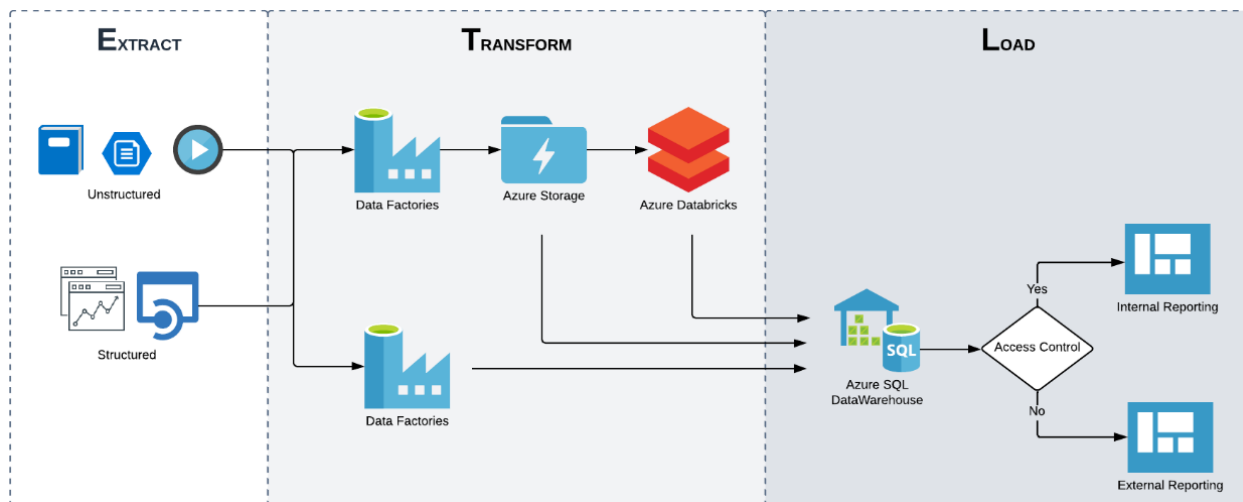 EXTRACT
TRANSFORM
LOAD
Unstructured
Data Factories
Azure Storage
Azure Databricks
Structured
Data Factories
SQL
Azure SQL
DataWarehouse
Access Control
Yes
Internal Reporting
No
External Reporting